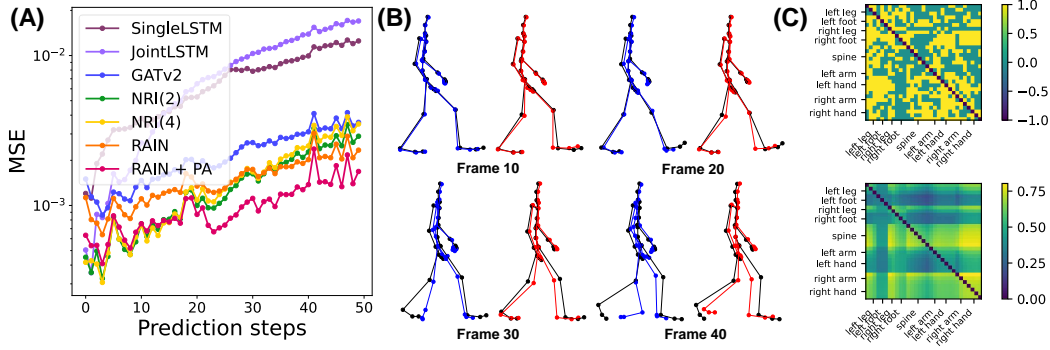 (A)
MSE
10⁻²
10⁻³
SingleLSTM
JointLSTM
GATv2
NRI(2)
NRI(4)
RAIN
RAIN + PA
0 10 20 30 40 50
Prediction steps
(B)
Frame 10
Frame 20
Frame 30
Frame 40
(C)
left leg
left foot
right leg
right foot
spine
left arm
left hand
right arm
right hand
left leg
left foot
right leg
right foot
spine
left arm
left hand
right arm
right hand
1.0
0.5
0.0
−0.5
−1.0
left leg
left foot
right leg
right foot
spine
left arm
left hand
right arm
right hand
left leg
left foot
right leg
right foot
spine
left arm
left hand
right arm
right hand
0.75
0.50
0.25
0.00